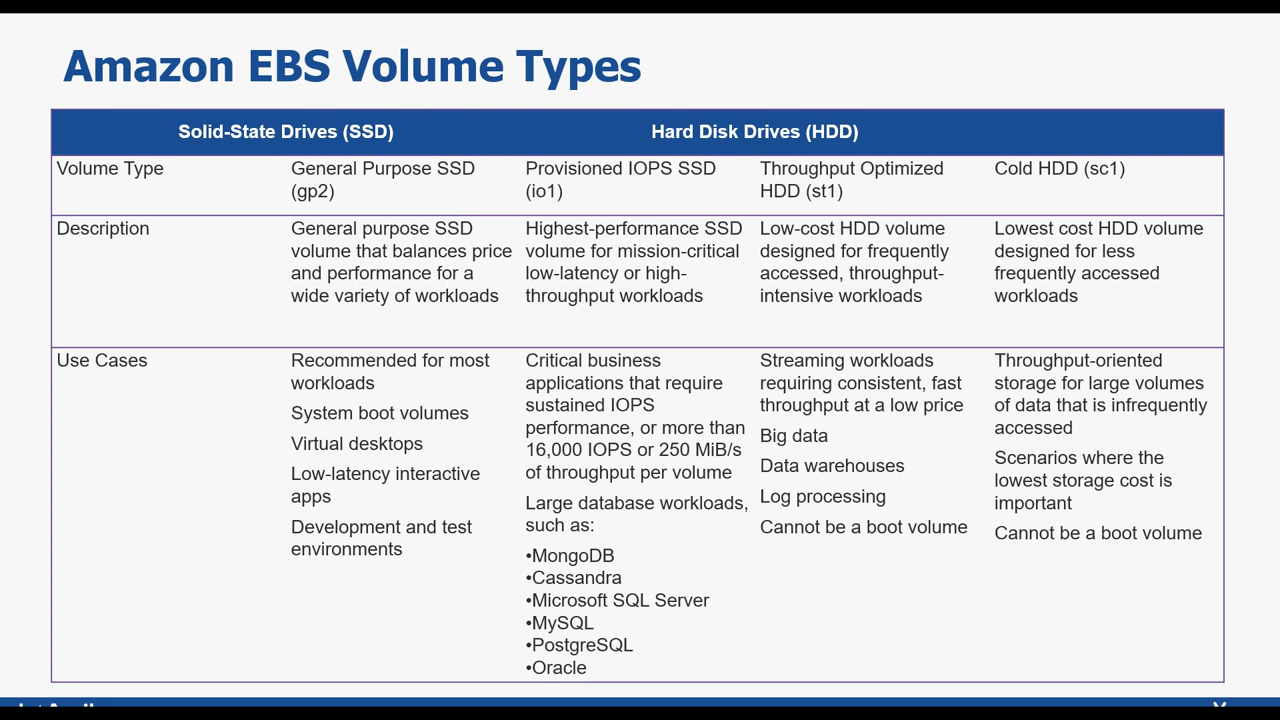 Amazon EBS Volume Types
Solid-State Drives (SSD)
Hard Disk Drives (HDD)
Volume Type
General Purpose SSD
(gp2)
Provisioned IOPS SSD
(io1)
Throughput Optimized
HDD (st1)
Cold HDD (sc1)
Description
General purpose SSD
volume that balances price
and performance for a
wide variety of workloads
Highest-performance SSD
volume for mission-critical
low-latency or high-
throughput workloads
Low-cost HDD volume
designed for frequently
accessed, throughput-
intensive workloads
Lowest cost HDD volume
designed for less
frequently accessed
workloads
Use Cases
Recommended for most
workloads
System boot volumes
Virtual desktops
Low-latency interactive
apps
Development and test
environments
Critical business
applications that require
sustained IOPS
performance, or more than
16,000 IOPS or 250 MiB/s
of throughput per volume
Large database workloads,
such as:
•MongoDB
•Cassandra
•Microsoft SQL Server
•MySQL
•PostgreSQL
•Oracle
Streaming workloads
requiring consistent, fast
throughput at a low price
Big data
Data warehouses
Log processing
Cannot be a boot volume
Throughput-oriented
storage for large volumes
of data that is infrequently
accessed
Scenarios where the
lowest storage cost is
important
Cannot be a boot volume